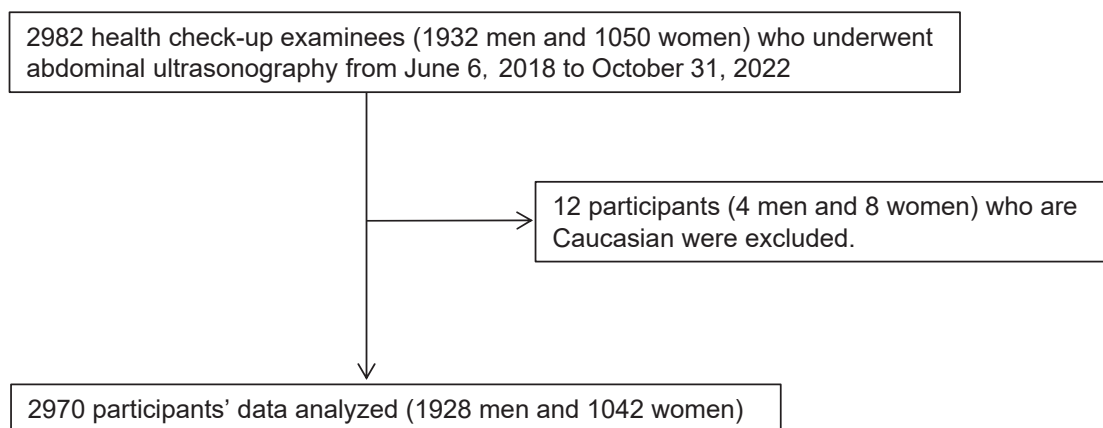 2982 health check-up examinees (1932 men and 1050 women) who underwent
abdominal ultrasonography from June 6, 2018 to October 31, 2022
12 participants (4 men and 8 women) who are
Caucasian were excluded.
2970 participants’ data analyzed (1928 men and 1042 women)